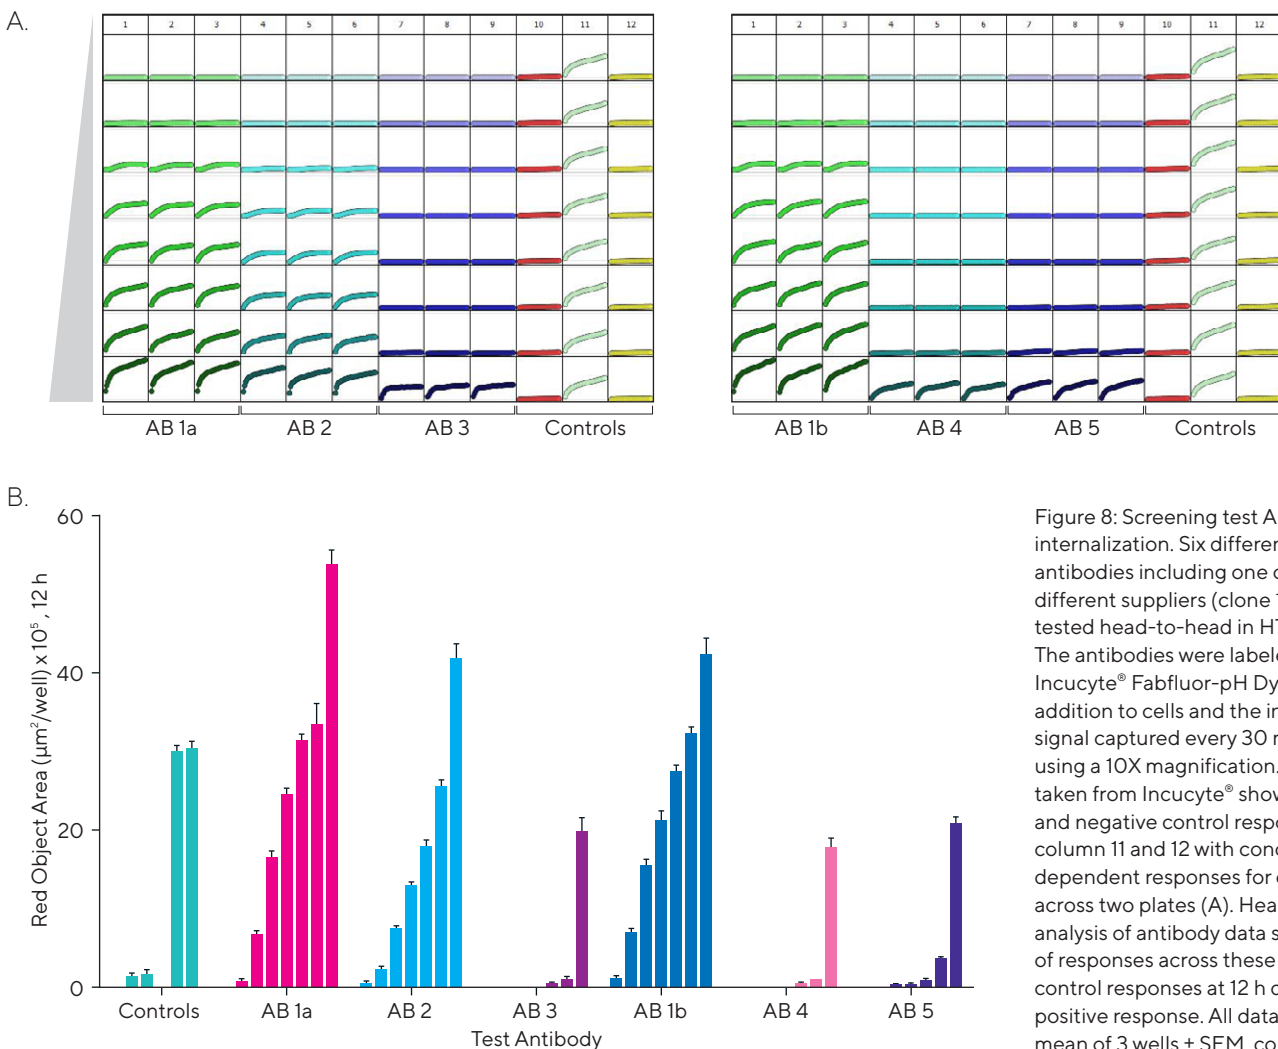 A.
1 2 3 4 5 6 7 8 9 10 11 12
1 2 3 4 5 6 7 8 9 10 11 12
AB 1a AB 2 AB 3 Controls
AB 1b AB 4 AB 5 Controls
B.
60
40
20
0
Red Object Area (µm²/well) x 10⁵, 12 h
Controls AB 1a AB 2 AB 3 AB 1b AB 4 AB 5
Test Antibody
Figure 8: Screening test A
internalization. Six differen
antibodies including one c
different suppliers (clone
tested head-to-head in HT
The antibodies were labele
Incucyte® Fabfluor-pH Dy
addition to cells and the in
signal captured every 30 m
using a 10X magnification.
taken from Incucyte® show
and negative control respo
column 11 and 12 with conc
dependent responses for e
across two plates (A). Hea
analysis of antibody data s
of responses across these
control responses at 12 h o
positive response. All data
mean of 3 wells ± SEM, co